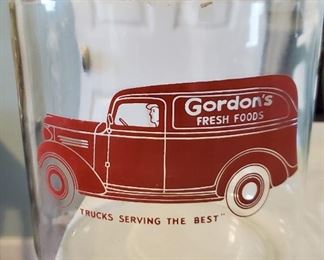 Gordon's
FRESH FOODS
TRUCKS SERVING THE BEST"